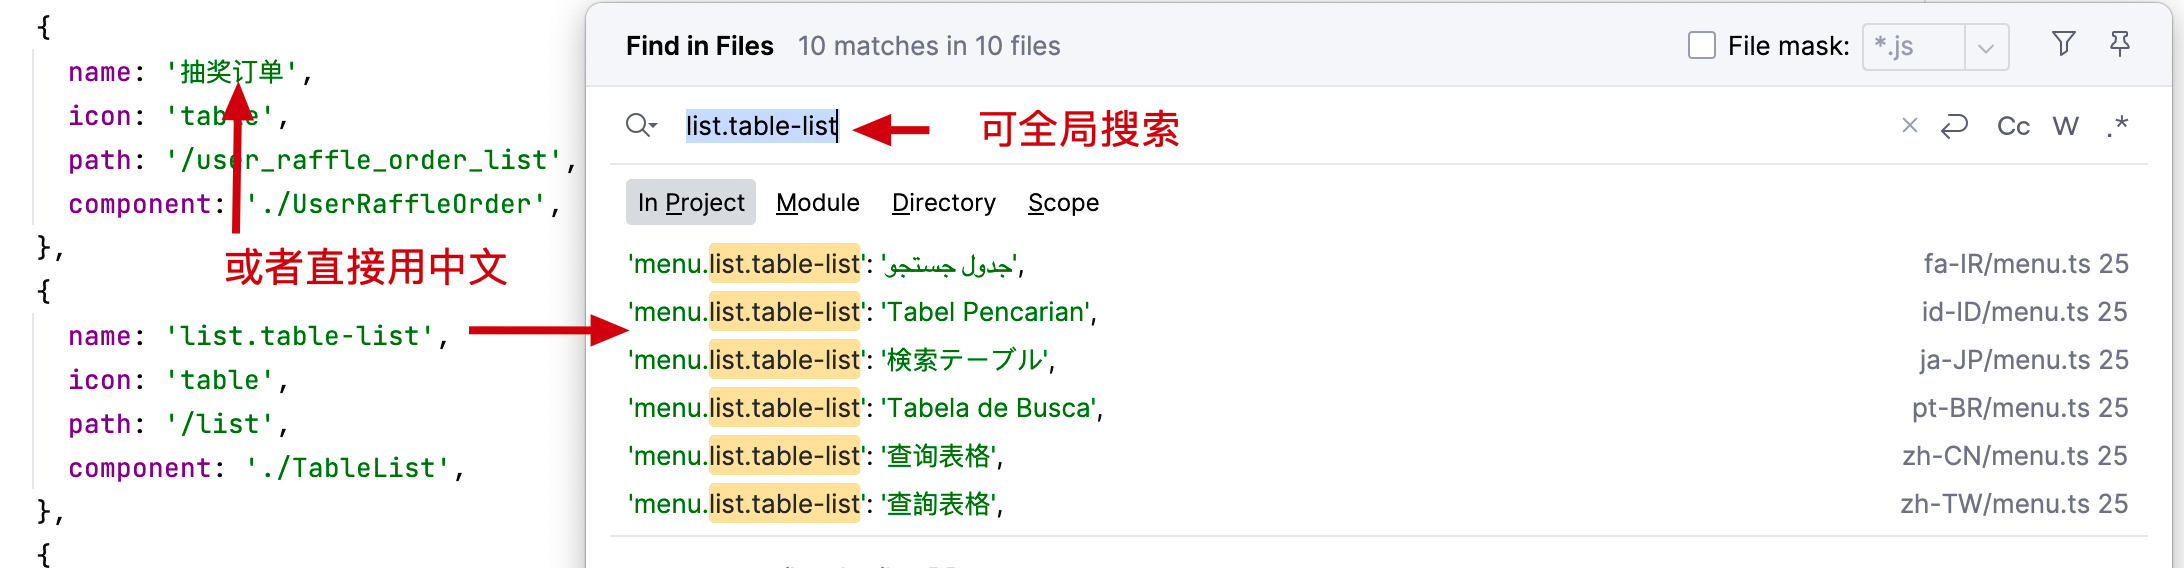 {
name: '抽奖订单',
icon: 'table',
path: '/user_raffle_order_list',
component: './UserRaffleOrder',
},
或者直接用中文
{
name: 'list.table-list',
icon: 'table',
path: '/list',
component: './TableList',
},
{
Find in Files 10 matches in 10 files File mask: *.js
list.table-list 可全局搜索 × Cc W .*
In Project Module Directory Scope
'menu.list.table-list': 'جدول جستجو', fa-IR/menu.ts 25
'menu.list.table-list': 'Tabel Pencarian', id-ID/menu.ts 25
'menu.list.table-list': '検索テーブル', ja-JP/menu.ts 25
'menu.list.table-list': 'Tabela de Busca', pt-BR/menu.ts 25
'menu.list.table-list': '查询表格', zh-CN/menu.ts 25
'menu.list.table-list': '查詢表格', zh-TW/menu.ts 25